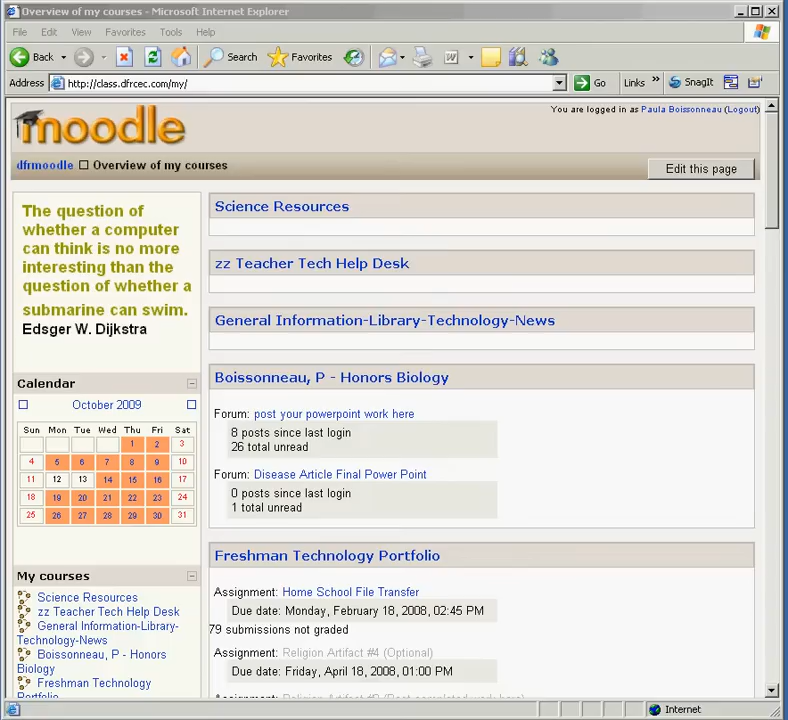 Overview of my courses - Microsoft Internet Explorer
File Edit View Favorites Tools Help
Back Search Favorites W
Address http://class.dfrcec.com/my/ Go Links » SnagIt
You are logged in as Paula Boissonneau (Logout)
moodle
dfrmoodle Overview of my courses
Edit this page
The question of
whether a computer
can think is no more
interesting than the
question of whether a
submarine can swim.
Edsger W. Dijkstra
Calendar
October 2009
Sun Mon Tue Wed Thu Fri Sat
1 2 3
4 5 6 7 8 9 10
11 12 13 14 15 16 17
18 19 20 21 22 23 24
25 26 27 28 29 30 31
My courses
Science Resources
zz Teacher Tech Help Desk
General Information-Library-
Technology-News
Boissonneau, P - Honors
Biology
Freshman Technology
Portfolio
Science Resources
zz Teacher Tech Help Desk
General Information-Library-Technology-News
Boissonneau, P - Honors Biology
Forum: post your powerpoint work here
8 posts since last login
26 total unread
Forum: Disease Article Final Power Point
0 posts since last login
1 total unread
Freshman Technology Portfolio
Assignment: Home School File Transfer
Due date: Monday, February 18, 2008, 02:45 PM
79 submissions not graded
Assignment: Religion Artifact #4 (Optional)
Due date: Friday, April 18, 2008, 01:00 PM
Internet